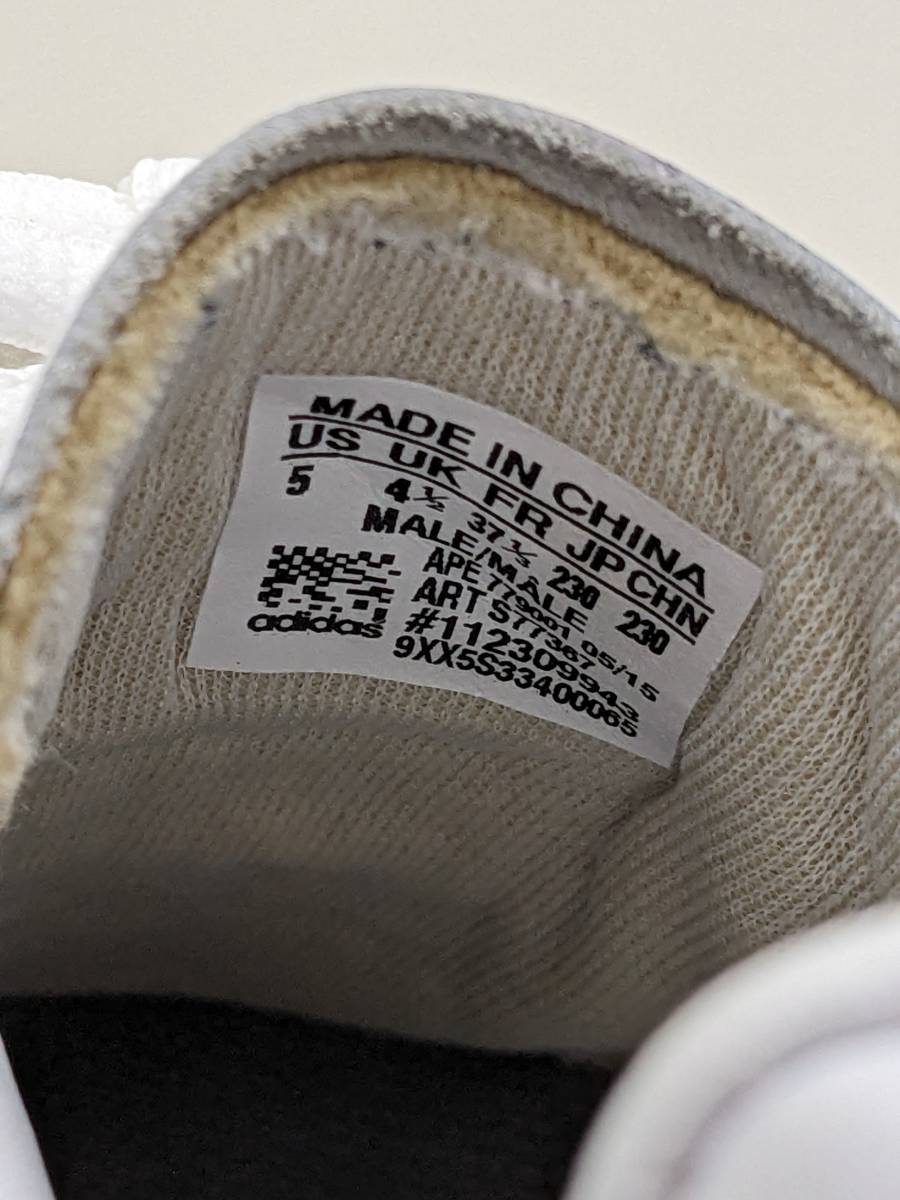 MADE IN CHINA
US UK FR JP CHN
5 4½ 37⅓ 230 230
MALE/MALE
APE 779001 05/15
ART S77367
#1123099943
9XX5S33400065
adidas